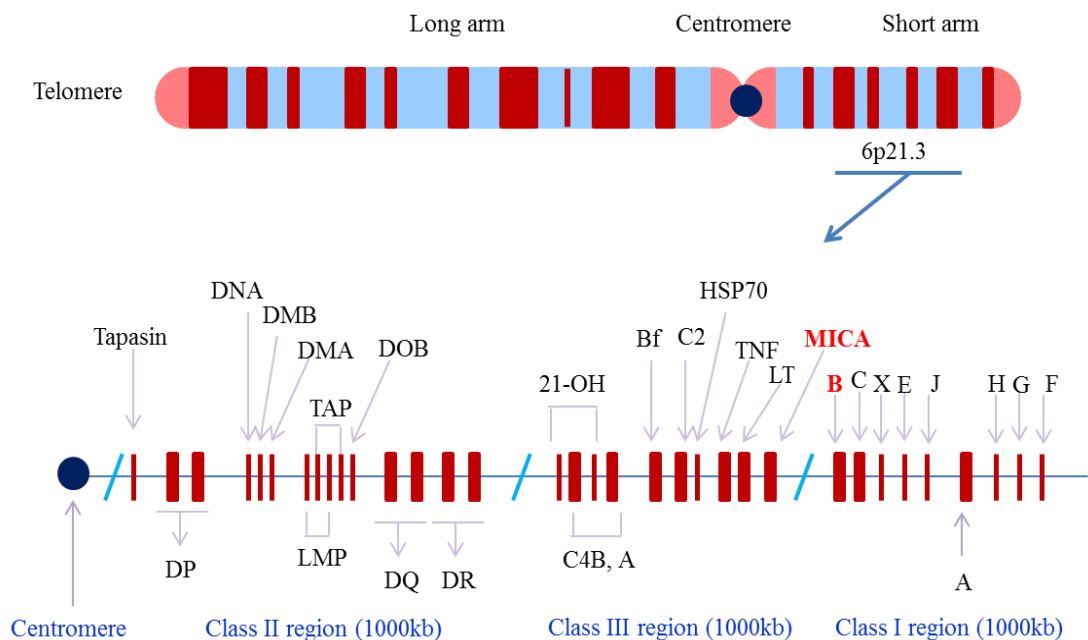 Long arm
Centromere
Short arm
Telomere
6p21.3
DNA
HSP70
DMB
Tapasin
DMA
DOB
Bf
C2
TNF
MICA
LT
21-OH
TAP
B
C
X
E
J
H
G
F
DP
LMP
DQ
DR
C4B, A
A
Centromere
Class II region (1000kb)
Class III region (1000kb)
Class I region (1000kb)